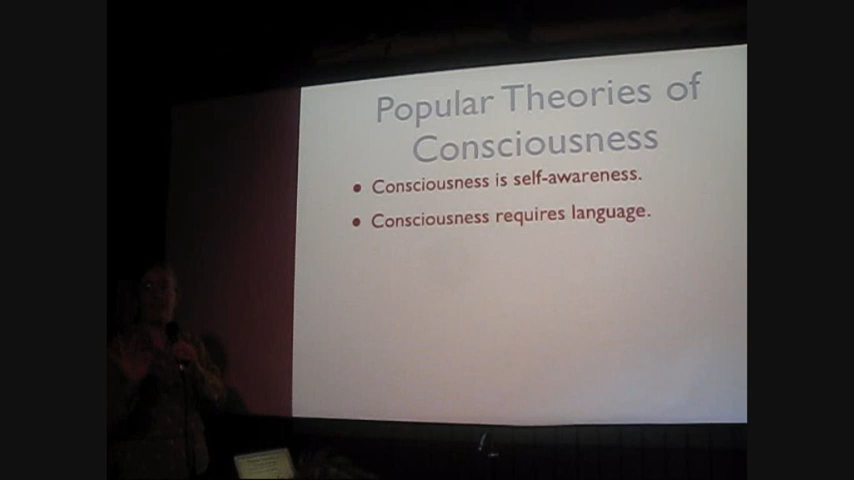 Popular Theories of
Consciousness
• Consciousness is self-awareness.
• Consciousness requires language.